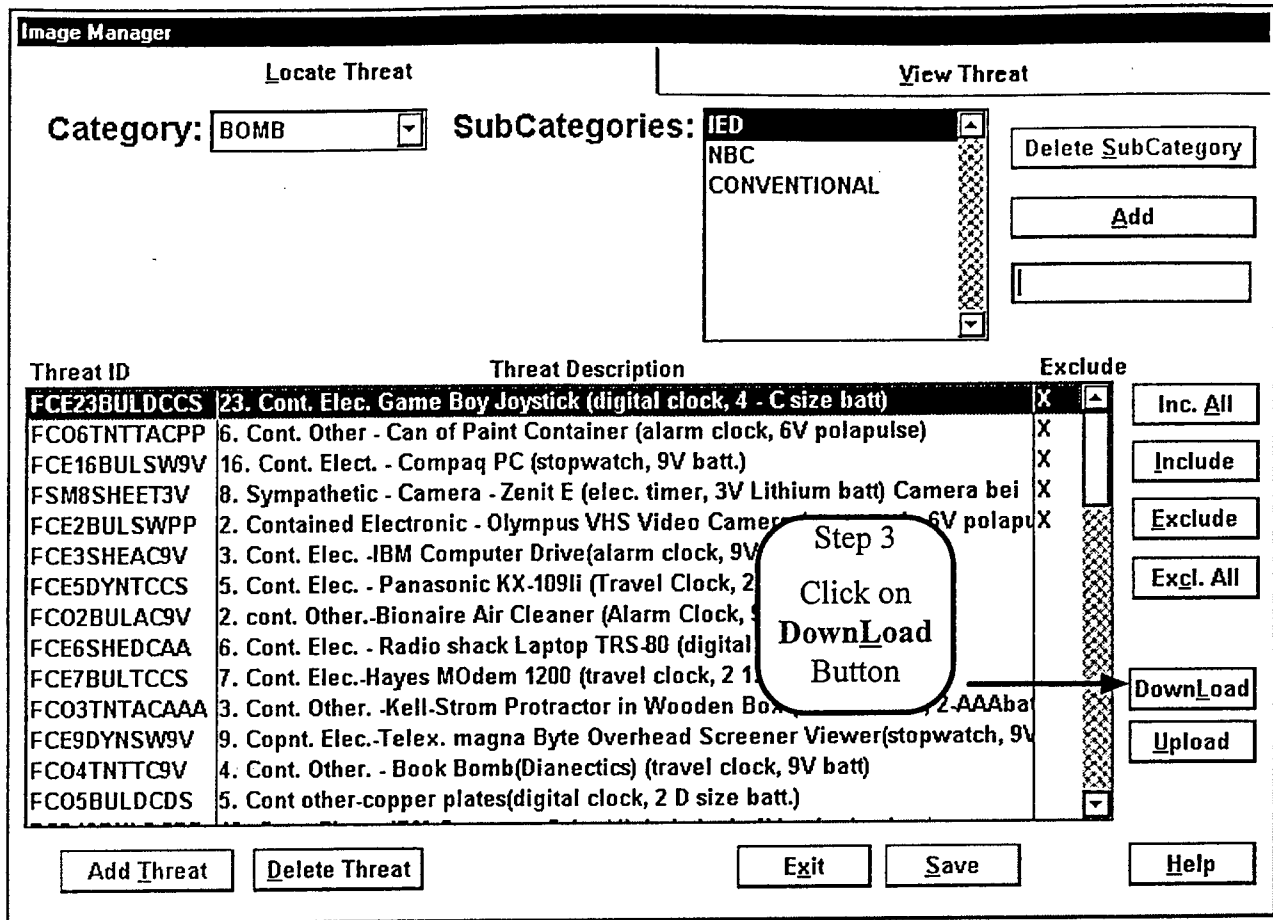 Image Manager
Locate Threat
View Threat
Category: BOMB
SubCategories: IED
NBC
CONVENTIONAL
Delete SubCategory
Add
Threat ID Threat Description Exclude
FCE23BULDCCS 23. Cont. Elec. Game Boy Joystick (digital clock, 4 - C size batt) X
FCO6TNTTACPP 6. Cont. Other - Can of Paint Container (alarm clock, 6V polapulse) X
FCE16BULSW9V 16. Cont. Elect. - Compaq PC (stopwatch, 9V batt.) X
FSM8SHEET3V 8. Sympathetic - Camera - Zenit E (elec. timer, 3V Lithium batt) Camera bei X
FCE2BULSWPP 2. Contained Electronic - Olympus VHS Video Camera 6V polapu X
FCE3SHEAC9V 3. Cont. Elec. -IBM Computer Drive(alarm clock, 9V
FCE5DYNTCCS 5. Cont. Elec. - Panasonic KX-109li (Travel Clock, 2
FCO2BULAC9V 2. cont. Other.-Bionaire Air Cleaner (Alarm Clock,
FCE6SHEDCAA 6. Cont. Elec. - Radio shack Laptop TRS-80 (digital
FCE7BULTCCS 7. Cont. Elec.-Hayes MOdem 1200 (travel clock, 2 1
FCO3TNTACAAA 3. Cont. Other. -Kell-Strom Protractor in Wooden Box 2-AAAbat
FCE9DYNSW9V 9. Copnt. Elec.-Telex. magna Byte Overhead Screener Viewer(stopwatch, 9V
FCO4TNTTC9V 4. Cont. Other. - Book Bomb(Dianectics) (travel clock, 9V batt)
FCO5BULDCDS 5. Cont other-copper plates(digital clock, 2 D size batt.)
Inc. All
Include
Exclude
Excl. All
DownLoad
Upload
Step 3
Click on
DownLoad
Button
Add Threat
Delete Threat
Exit
Save
Help